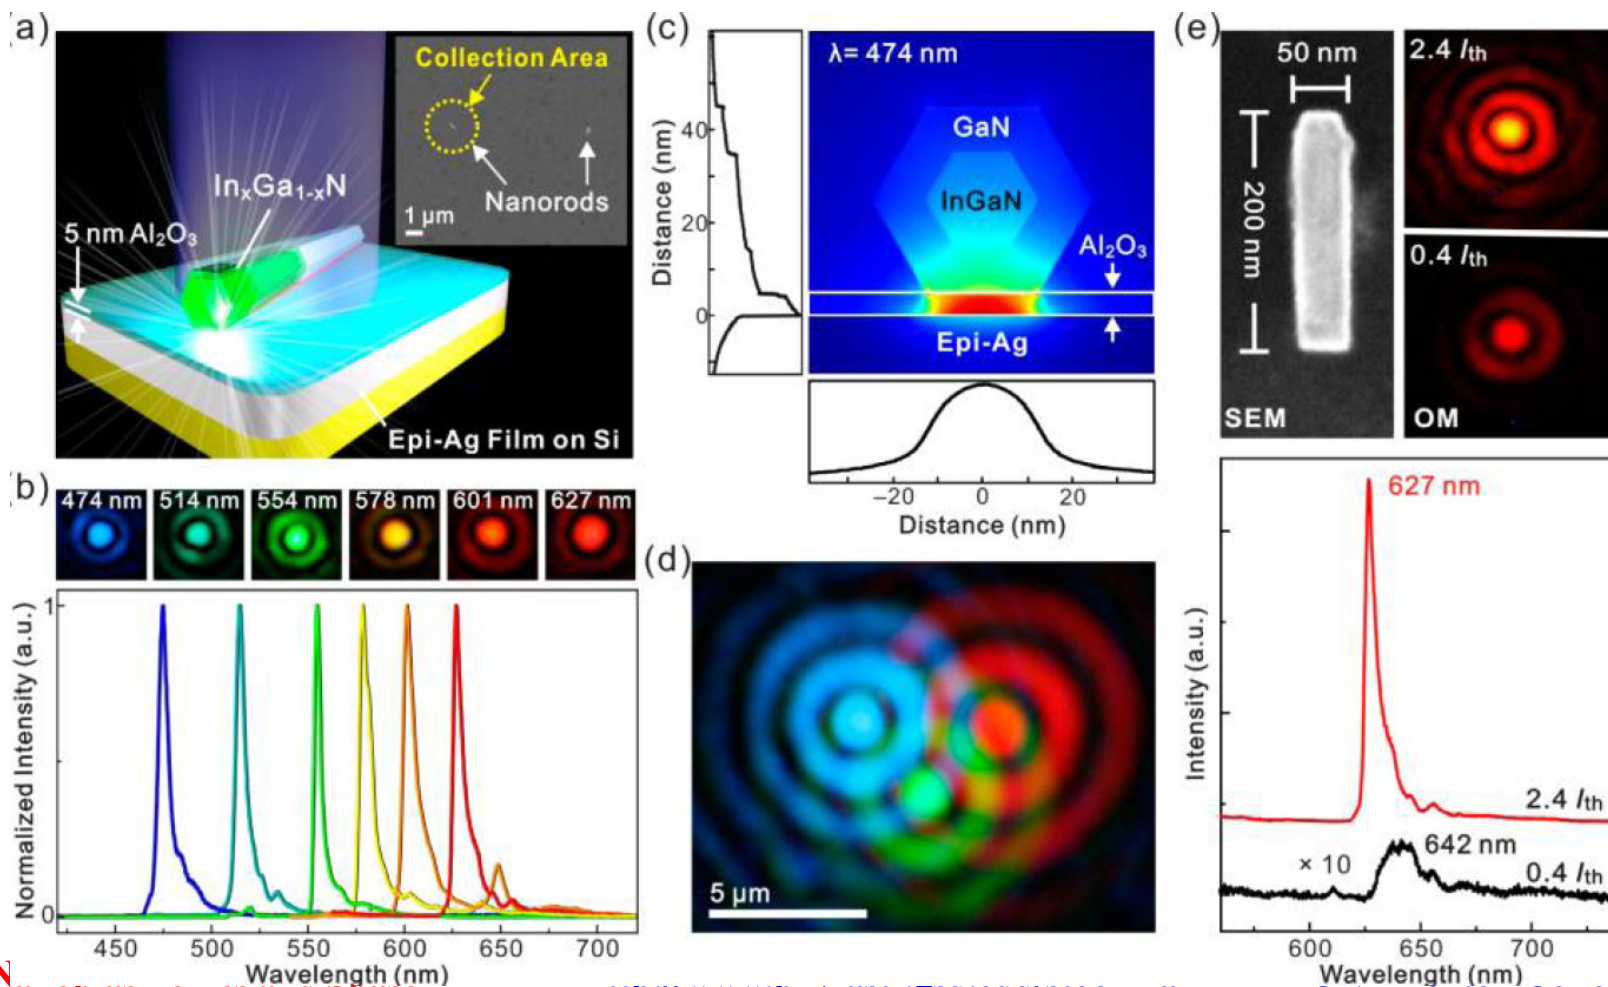 (a)
Collection Area
Nanorods
1 μm
InₓGa₁₋ₓN
5 nm Al₂O₃
Epi-Ag Film on Si
b)
474 nm 514 nm 554 nm 578 nm 601 nm 627 nm
Normalized Intensity (a.u.)
1
0
450 500 550 600 650 700
Wavelength (nm)
(c)
Distance (nm)
40
20
0
λ= 474 nm
GaN
InGaN
Al₂O₃
Epi-Ag
−20 0 20
Distance (nm)
(d)
5 μm
(e)
50 nm
200 nm
SEM
2.4 Ith
0.4 Ith
OM
Intensity (a.u.)
627 nm
2.4 Ith
642 nm
× 10
0.4 Ith
600 650 700
Wavelength (nm)
N